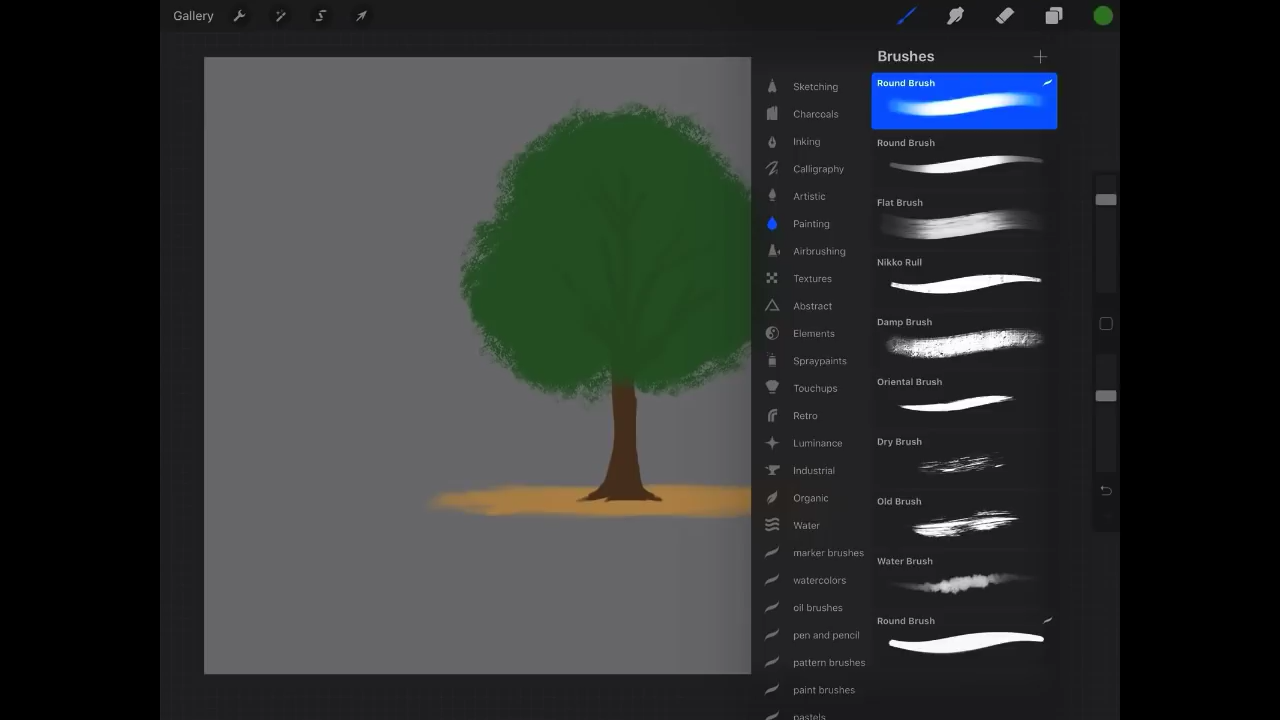 Gallery
Brushes
Sketching
Charcoals
Inking
Calligraphy
Artistic
Painting
Airbrushing
Textures
Abstract
Elements
Spraypaints
Touchups
Retro
Luminance
Industrial
Organic
Water
marker brushes
watercolors
oil brushes
pen and pencil
pattern brushes
paint brushes
pastels
Round Brush
Round Brush
Flat Brush
Nikko Rull
Damp Brush
Oriental Brush
Dry Brush
Old Brush
Water Brush
Round Brush